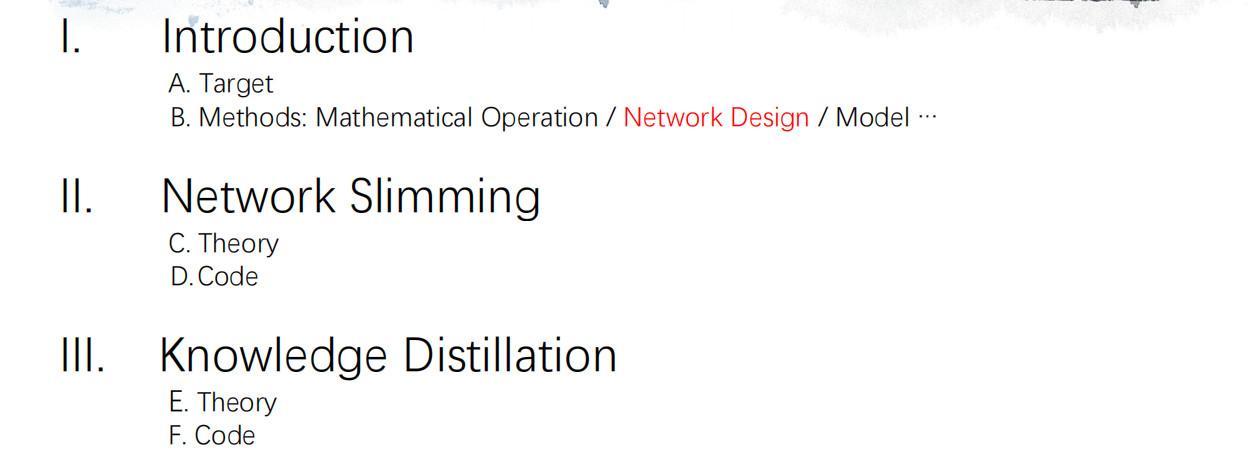 I. Introduction
A. Target
B. Methods: Mathematical Operation / Network Design / Model ···
II. Network Slimming
C. Theory
D. Code
III. Knowledge Distillation
E. Theory
F. Code